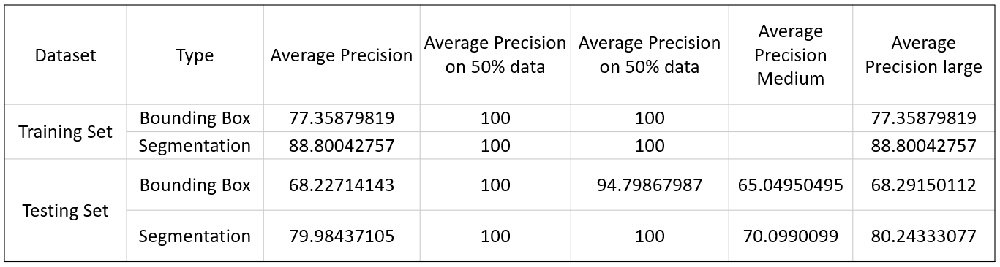 Dataset
Type
Average Precision
Average Precision
on 50% data
Average Precision
on 50% data
Average
Precision
Medium
Average
Precision large
Training Set
Bounding Box
77.35879819
100
100
77.35879819
Segmentation
88.80042757
100
100
88.80042757
Testing Set
Bounding Box
68.22714143
100
94.79867987
65.04950495
68.29150112
Segmentation
79.98437105
100
100
70.0990099
80.24333077